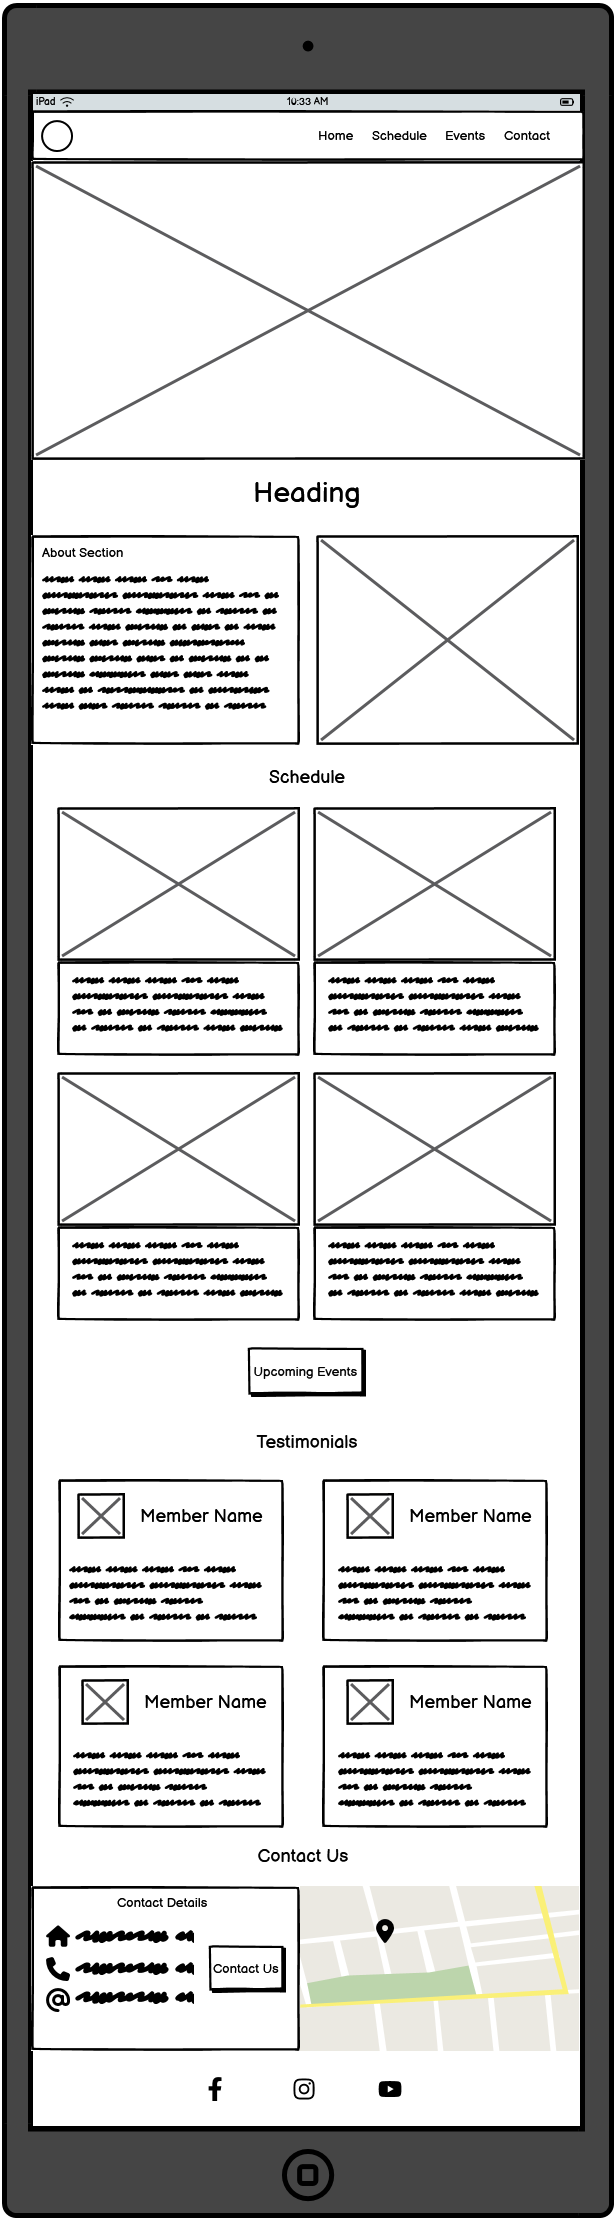 iPad
10:33 AM
Home Schedule Events Contact
Heading
About Section
Schedule
Upcoming Events
Testimonials
Member Name
Member Name
Member Name
Member Name
Contact Us
Contact Details
Contact Us